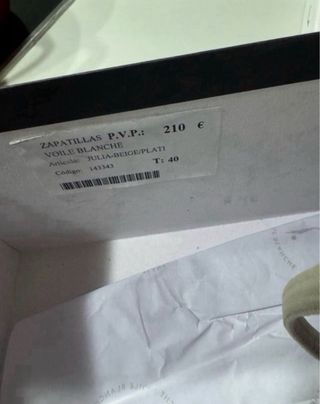 ZAPATILLAS P.V.P.: 210 €
VOILE BLANCHE
Artículo: JULIA-BEIGE/PLATI
Código: 143343 T: 40